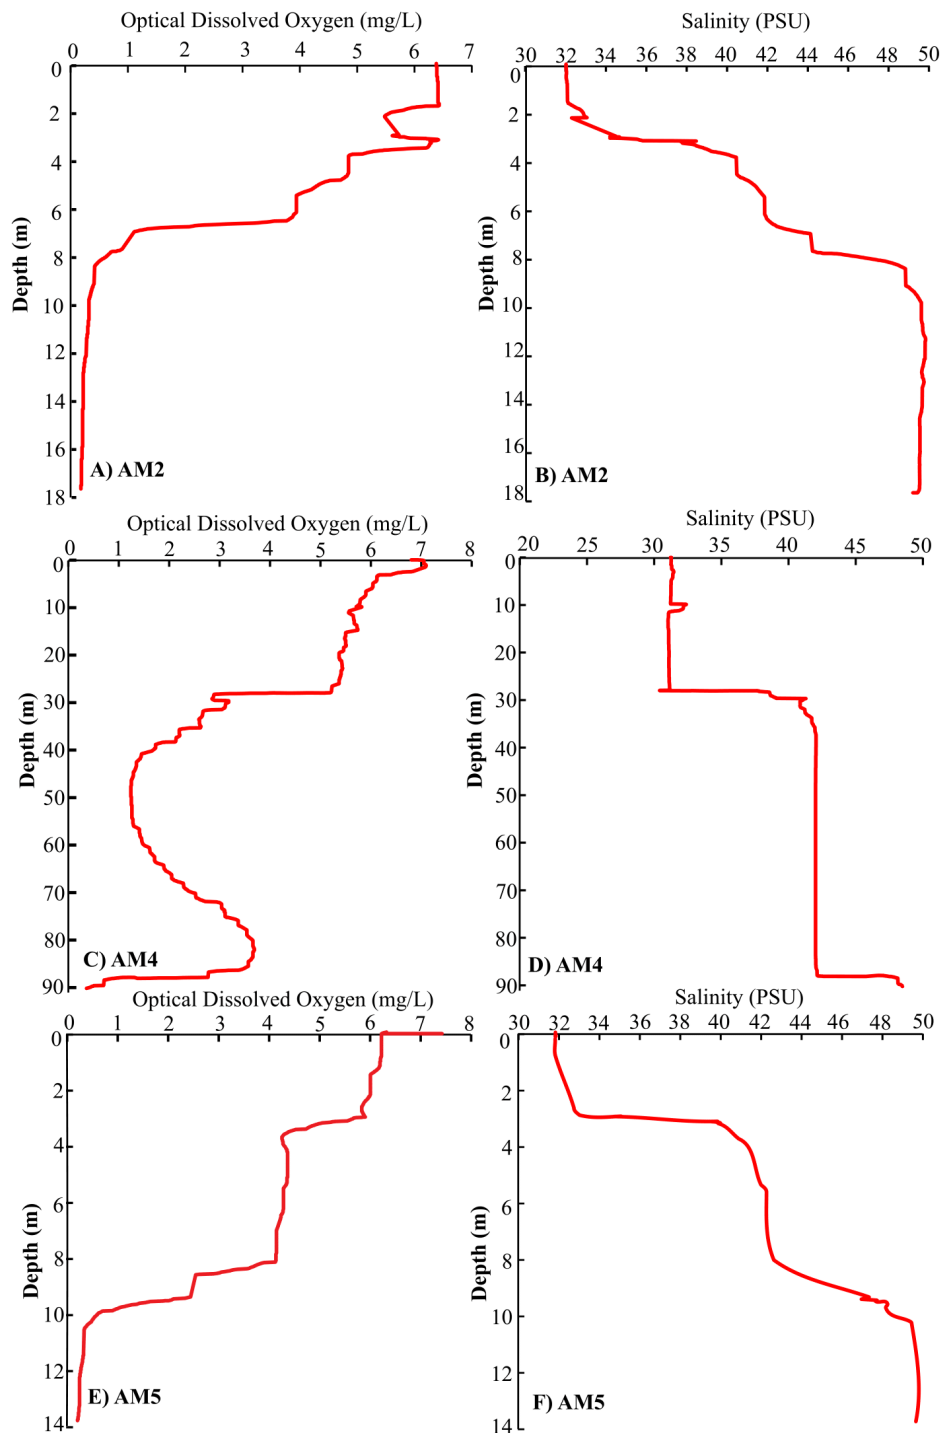 Optical Dissolved Oxygen (mg/L)
0 1 2 3 4 5 6 7
0
2
4
6
8
10
12
14
16
18
Depth (m)
A) AM2
Salinity (PSU)
30 32 34 36 38 40 42 44 46 50
0
2
4
6
8
10
12
14
16
18
Depth (m)
B) AM2
Optical Dissolved Oxygen (mg/L)
0 1 2 3 4 5 6 7 8
0
10
20
30
40
50
60
70
80
90
Depth (m)
C) AM4
Salinity (PSU)
20 25 30 35 40 45 50
0
10
20
30
40
50
60
70
80
90
Depth (m)
D) AM4
Optical Dissolved Oxygen (mg/L)
0 1 2 3 4 5 6 7 8
0
2
4
6
8
10
12
14
Depth (m)
E) AM5
Salinity (PSU)
30 32 34 36 38 40 42 44 46 48 50
0
2
4
6
8
10
12
14
Depth (m)
F) AM5